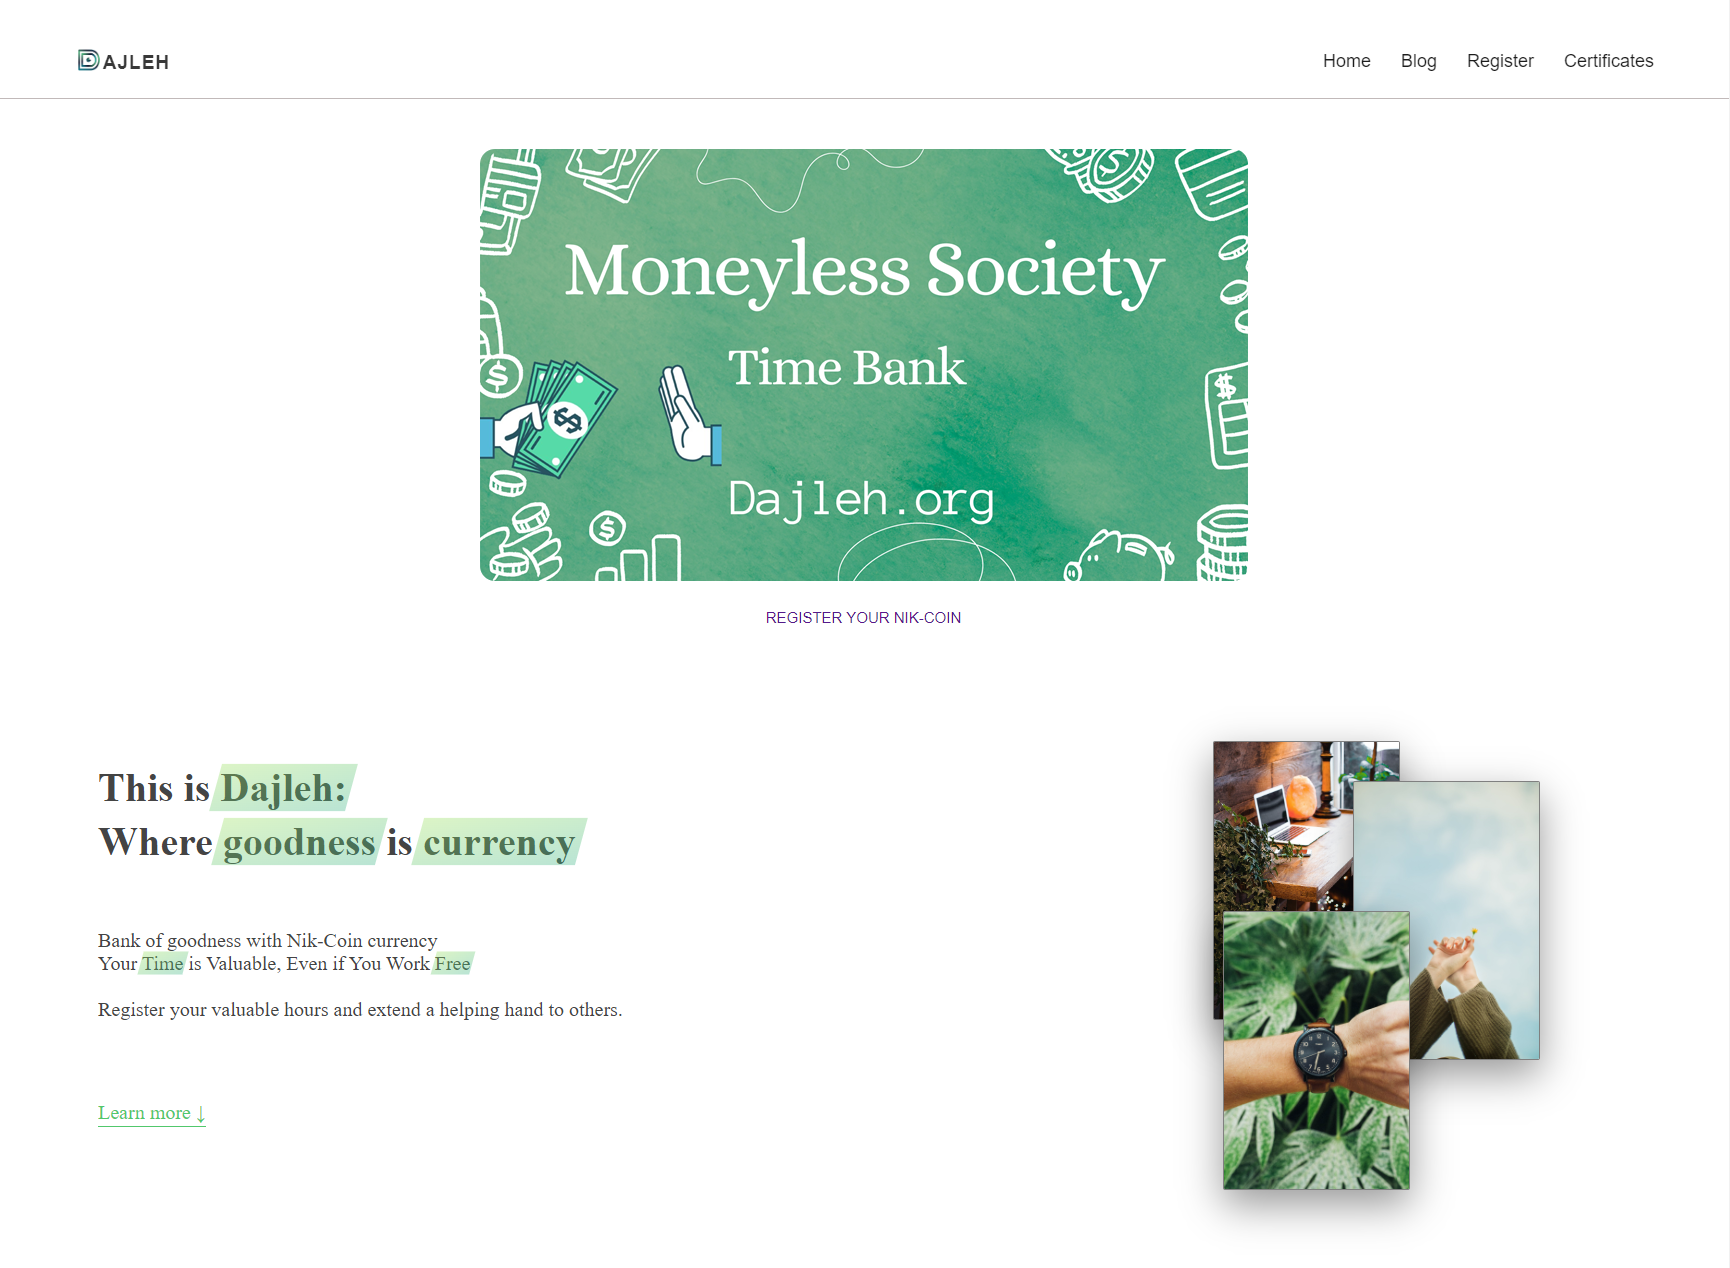 DAJLEH
Home Blog Register Certificates
Moneyless Society
Time Bank
Dajleh.org
REGISTER YOUR NIK-COIN
This is Dajleh:
Where goodness is currency
Bank of goodness with Nik-Coin currency
Your Time is Valuable, Even if You Work Free
Register your valuable hours and extend a helping hand to others.
Learn more ↓